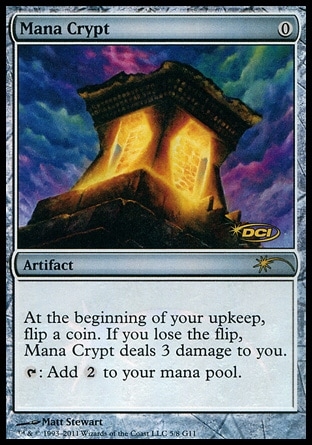 Mana Crypt 0
DCI
Artifact
At the beginning of your upkeep,
flip a coin. If you lose the flip,
Mana Crypt deals 3 damage to you.
: Add 2 to your mana pool.
Matt Stewart
™ & © 1993–2011 Wizards of the Coast LLC 5/8 G11